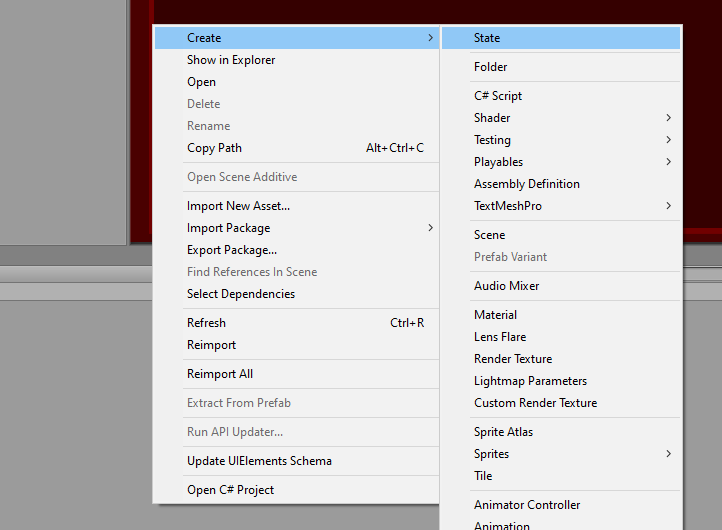 Create
Show in Explorer
Open
Delete
Rename
Copy Path Alt+Ctrl+C
Open Scene Additive
Import New Asset...
Import Package
Export Package...
Find References In Scene
Select Dependencies
Refresh Ctrl+R
Reimport
Reimport All
Extract From Prefab
Run API Updater...
Update UIElements Schema
Open C# Project
State
Folder
C# Script
Shader
Testing
Playables
Assembly Definition
TextMeshPro
Scene
Prefab Variant
Audio Mixer
Material
Lens Flare
Render Texture
Lightmap Parameters
Custom Render Texture
Sprite Atlas
Sprites
Tile
Animator Controller
Animation